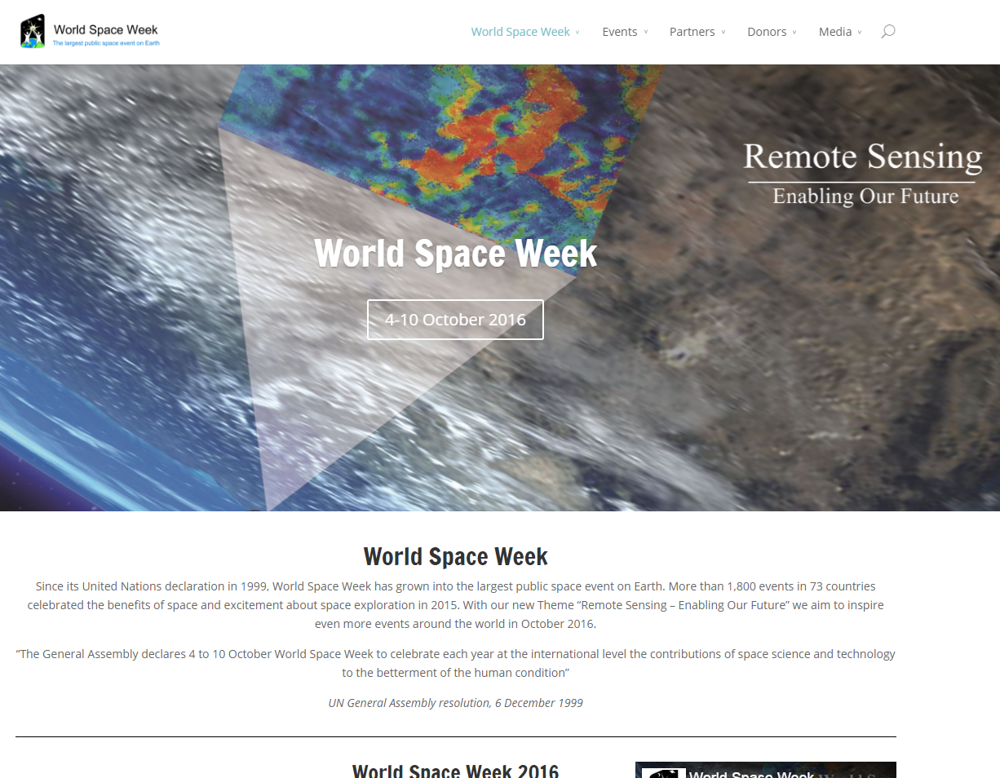 World Space Week
The largest public space event on Earth
World Space Week
Events
Partners
Donors
Media
Remote Sensing
Enabling Our Future
World Space Week
4-10 October 2016
World Space Week
Since its United Nations declaration in 1999, World Space Week has grown into the largest public space event on Earth. More than 1,800 events in 73 countries
celebrated the benefits of space and excitement about space exploration in 2015. With our new Theme “Remote Sensing – Enabling Our Future” we aim to inspire
even more events around the world in October 2016.
“The General Assembly declares 4 to 10 October World Space Week to celebrate each year at the international level the contributions of space science and technology
to the betterment of the human condition”
UN General Assembly resolution, 6 December 1999
World Space Week 2016
World Space Week